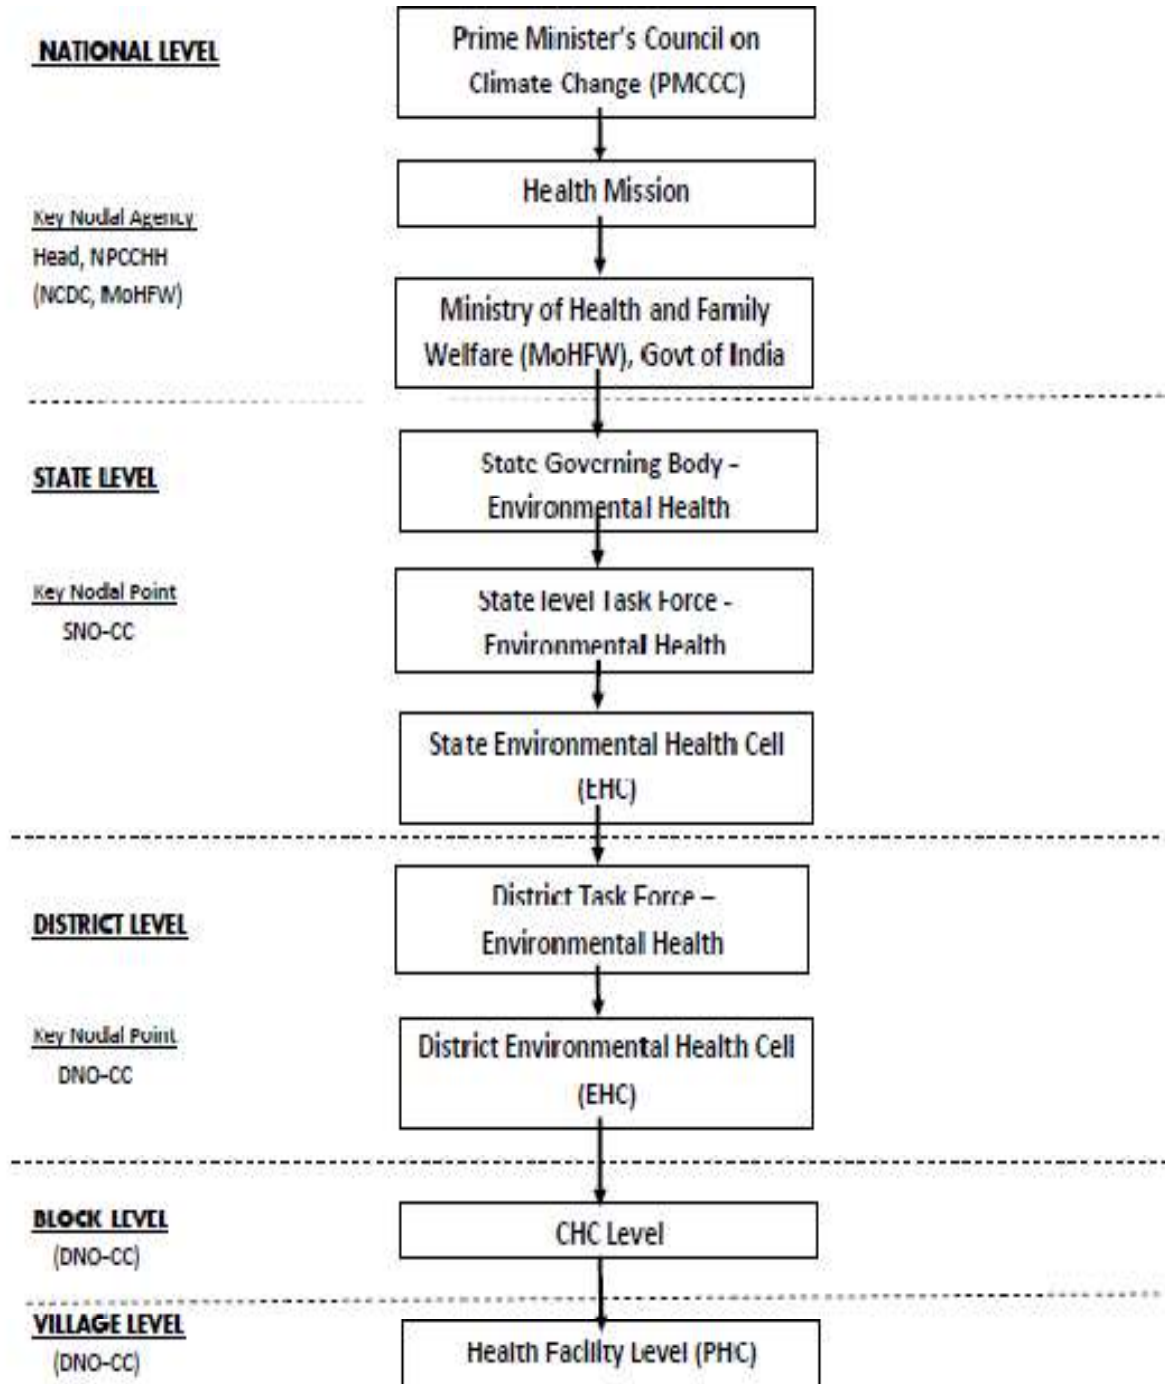 NATIONAL LEVEL
Prime Minister's Council on
Climate Change (PMCCC)
Health Mission
Key Nodal Agency
Head, NPCCHH
(NCDC, MoHFW)
Ministry of Health and Family
Welfare (MoHFW), Govt of India
STATE LEVEL
State Governing Body -
Environmental Health
Key Nodal Point
SNO-CC
State level Task Force -
Environmental Health
State Environmental Health Cell
(EHC)
DISTRICT LEVEL
District Task Force –
Environmental Health
Key Nodal Point
DNO-CC
District Environmental Health Cell
(EHC)
BLOCK LEVEL
(DNO-CC)
CHC Level
VILLAGE LEVEL
(DNO-CC)
Health Facility Level (PHC)